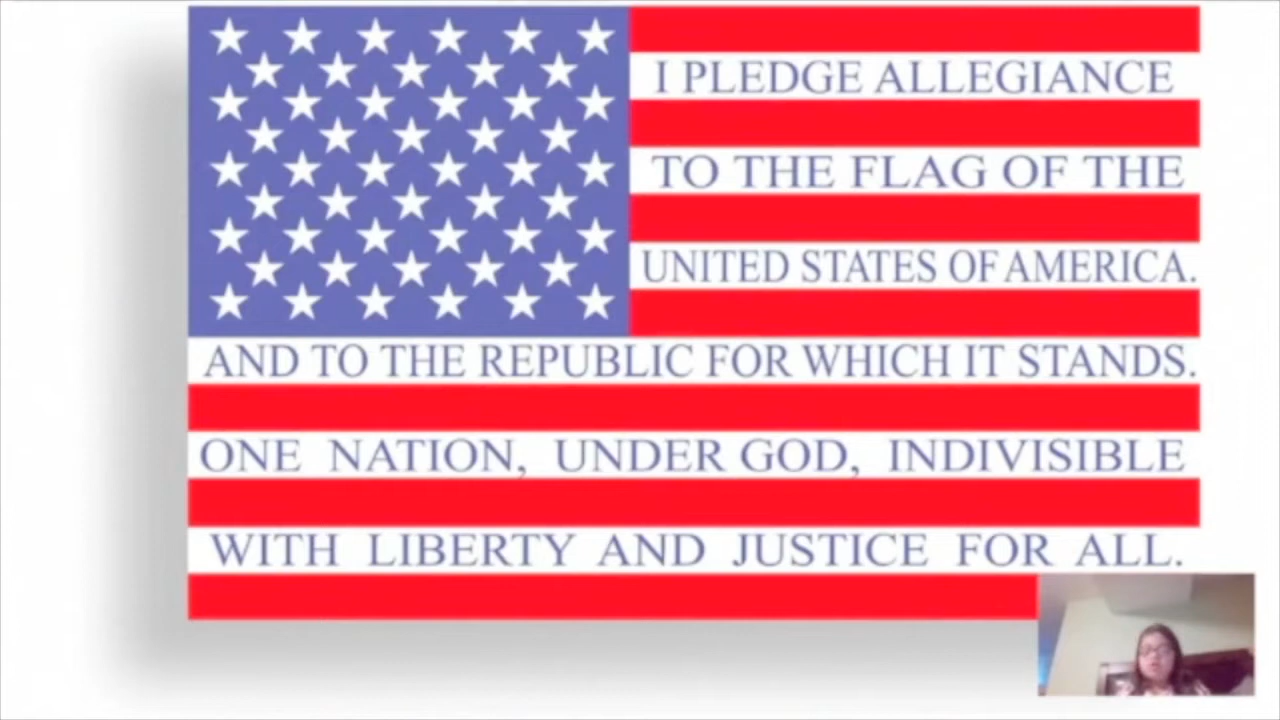 I PLEDGE ALLEGIANCE
TO THE FLAG OF THE
UNITED STATES OF AMERICA.
AND TO THE REPUBLIC FOR WHICH IT STANDS.
ONE NATION, UNDER GOD, INDIVISIBLE
WITH LIBERTY AND JUSTICE FOR ALL.